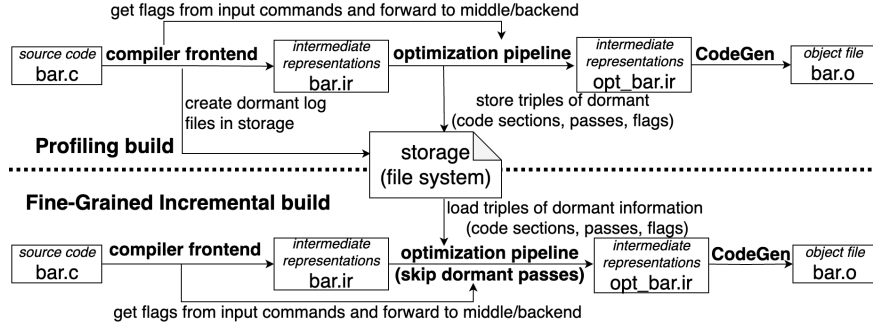 get flags from input commands and forward to middle/backend
source code
bar.c
compiler frontend
intermediate
representations
bar.ir
optimization pipeline
intermediate
representations
opt_bar.ir
CodeGen
object file
bar.o
create dormant log
files in storage
store triples of dormant
(code sections, passes, flags)
Profiling build
storage
(file system)
Fine-Grained Incremental build
load triples of dormant information
(code sections, passes, flags)
source code
bar.c
compiler frontend
intermediate
representations
bar.ir
optimization pipeline
(skip dormant passes)
intermediate
representations
opt_bar.ir
CodeGen
object file
bar.o
get flags from input commands and forward to middle/backend